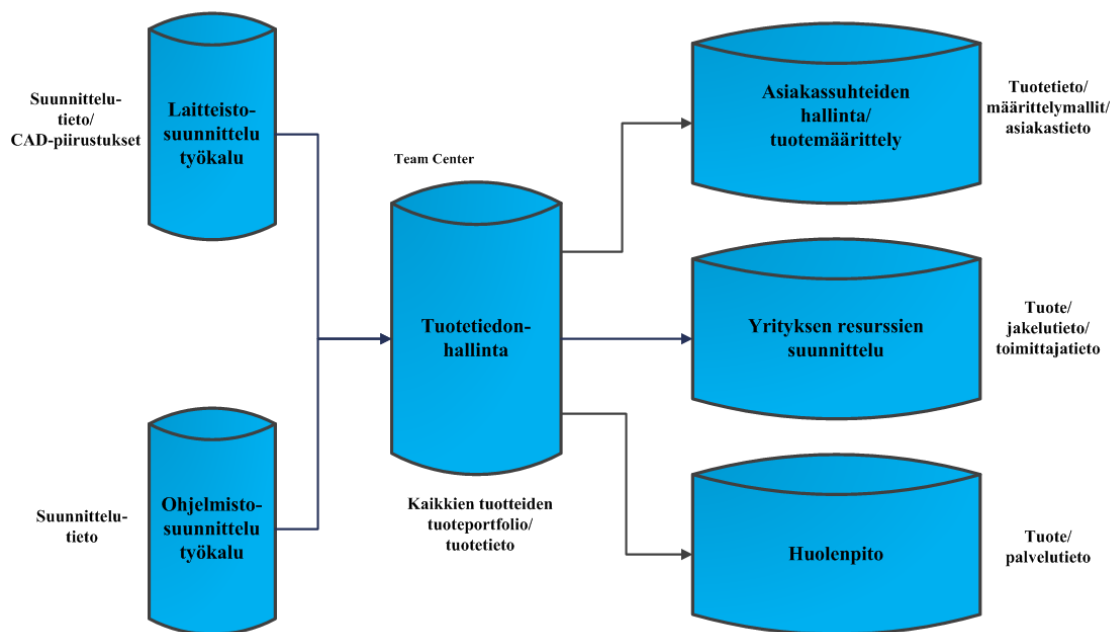 Suunnittelu-
tieto/
CAD-piirustukset
Laitteisto-
suunnittelu
työkalu
Suunnittelu-
tieto
Ohjelmisto-
suunnittelu
työkalu
Team Center
Tuotetiedon-
hallinta
Kaikkien tuotteiden
tuoteportfolio/
tuotetieto
Asiakassuhteiden
hallinta/
tuotemäärittely
Tuotetieto/
määrittelymallit/
asiakastieto
Yrityksen resurssien
suunnittelu
Tuote/
jakelutieto/
toimittajatieto
Huolenpito
Tuote/
palvelutieto